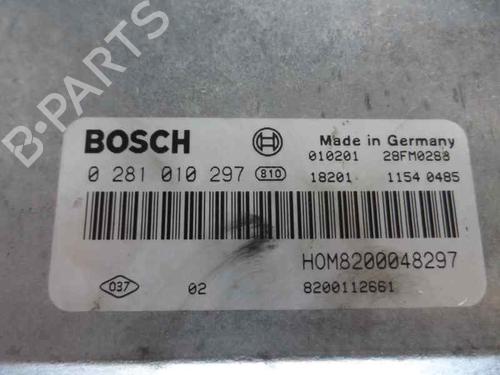 B-PARTS
BOSCH
Made in Germany
0 281 010 297 810
010201 28FM0288
18201 1154 0485
HOM8200048297
037 02 8200112661